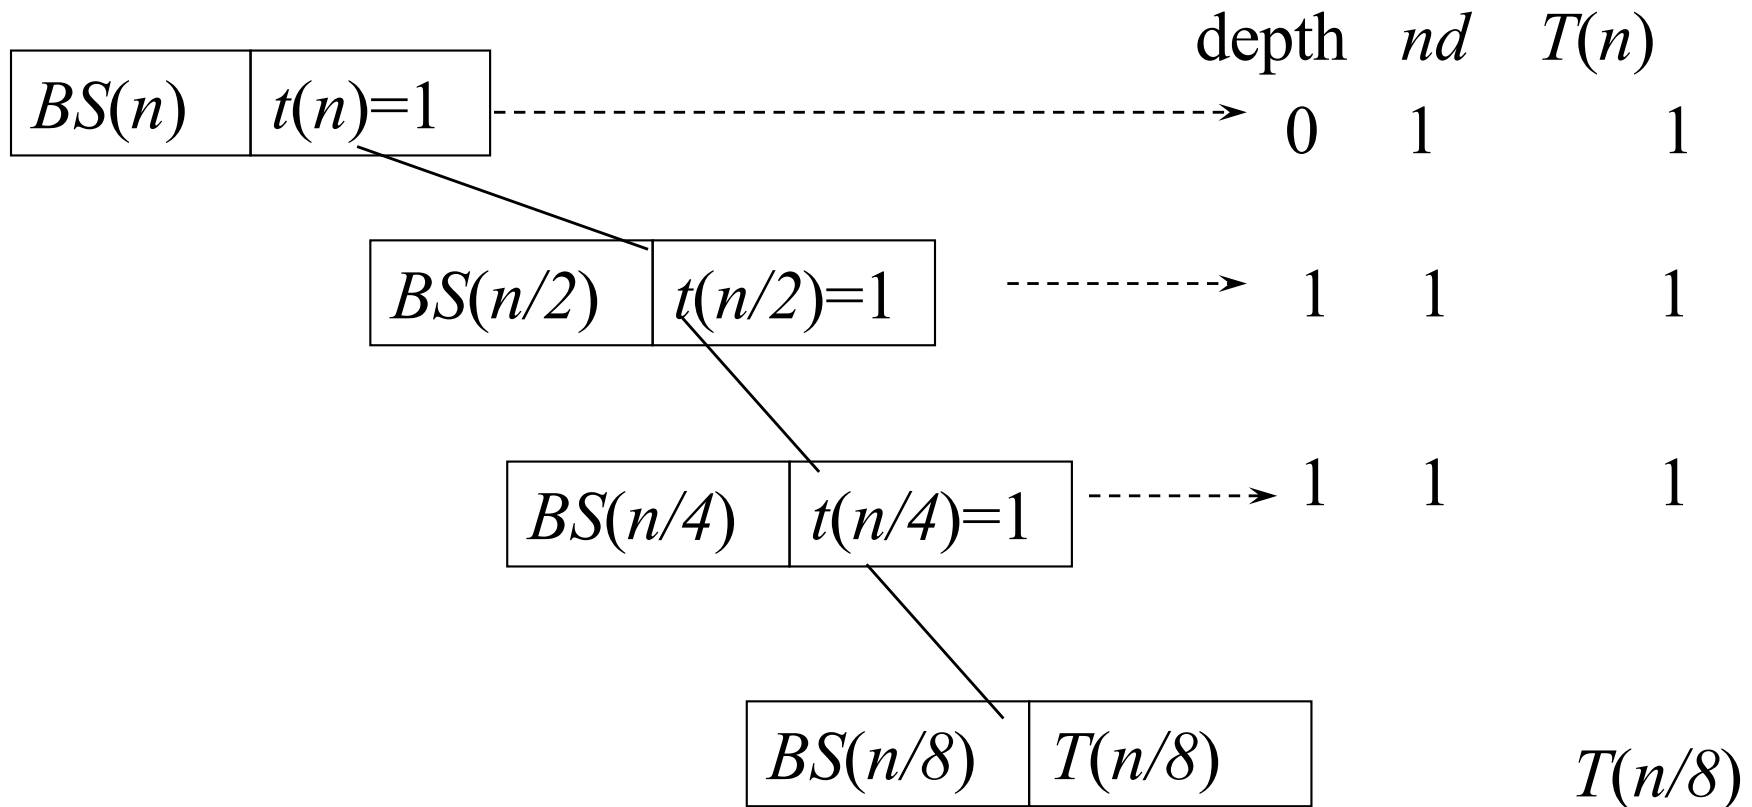 depth nd T(n)
BS(n) t(n)=1 0 1 1
BS(n/2) t(n/2)=1 1 1 1
BS(n/4) t(n/4)=1 1 1 1
BS(n/8) T(n/8) T(n/8)